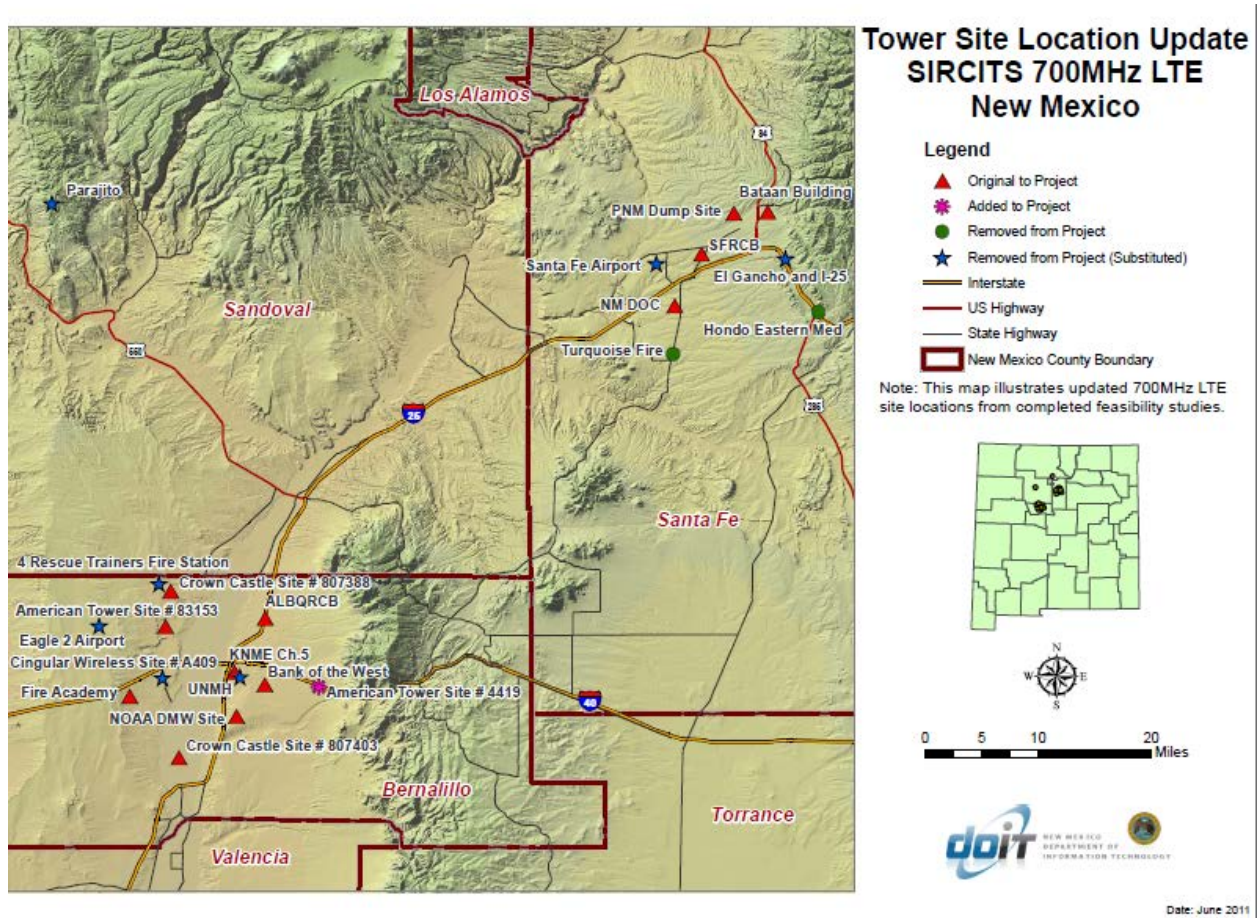 Tower Site Location Update
SIRCITS 700MHz LTE
New Mexico
Legend
Original to Project
Added to Project
Removed from Project
Removed from Project (Substituted)
Interstate
US Highway
State Highway
New Mexico County Boundary
Note: This map illustrates updated 700MHz LTE
site locations from completed feasibility studies.
Los Alamos
84
Parajito
Bataan Building
PNM Dump Site
SFRCB
Santa Fe Airport
El Gancho and I-25
Sandoval
NM DOC
Hondo Eastern Med
660
Turquoise Fire
25
285
Santa Fe
4 Rescue Trainers Fire Station
Crown Castle Site # 807388
ALBQRCB
American Tower Site # 83153
Eagle 2 Airport
KNME Ch.5
Cingular Wireless Site # A409
Bank of the West
Fire Academy
UNMH
American Tower Site # 4419
40
NOAA DMW Site
Crown Castle Site # 807403
Bernalillo
Torrance
Valencia
N
W
E
S
0 5 10 20
Miles
doit
NEW MEXICO
DEPARTMENT OF
INFORMATION TECHNOLOGY
Date: June 2011